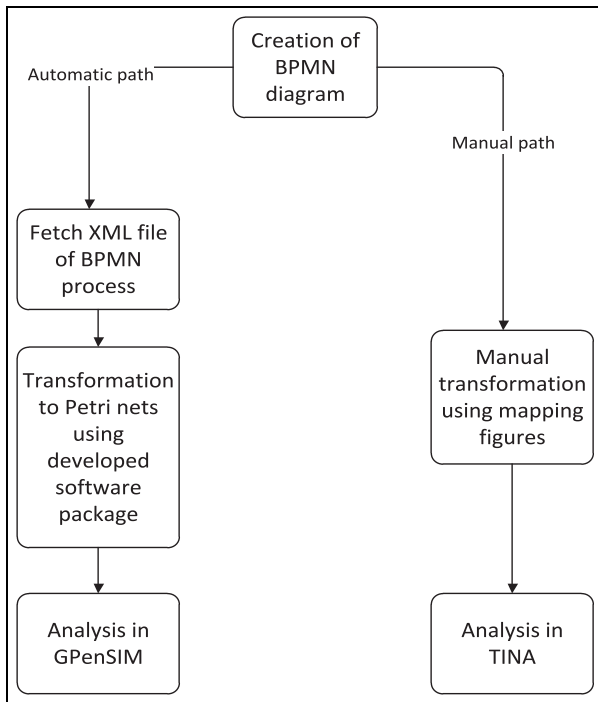 Creation of
BPMN
diagram
Automatic path
Manual path
Fetch XML file
of BPMN
process
Transformation
to Petri nets
using
developed
software
package
Manual
transformation
using mapping
figures
Analysis in
GPenSIM
Analysis in
TINA